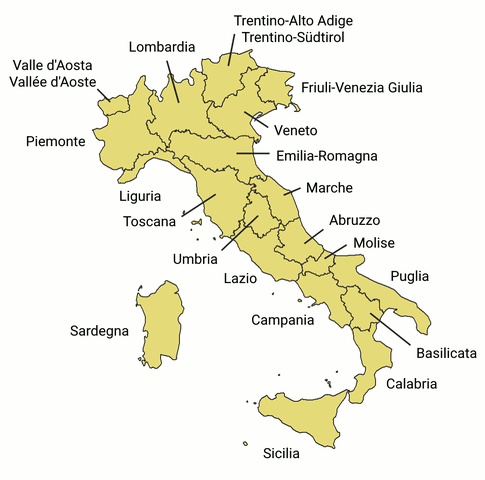 Trentino-Alto Adige
Trentino-Südtirol
Lombardia
Valle d'Aosta
Vallée d'Aoste
Friuli-Venezia Giulia
Veneto
Piemonte
Emilia-Romagna
Marche
Liguria
Toscana
Abruzzo
Molise
Umbria
Lazio
Puglia
Campania
Sardegna
Basilicata
Calabria
Sicilia